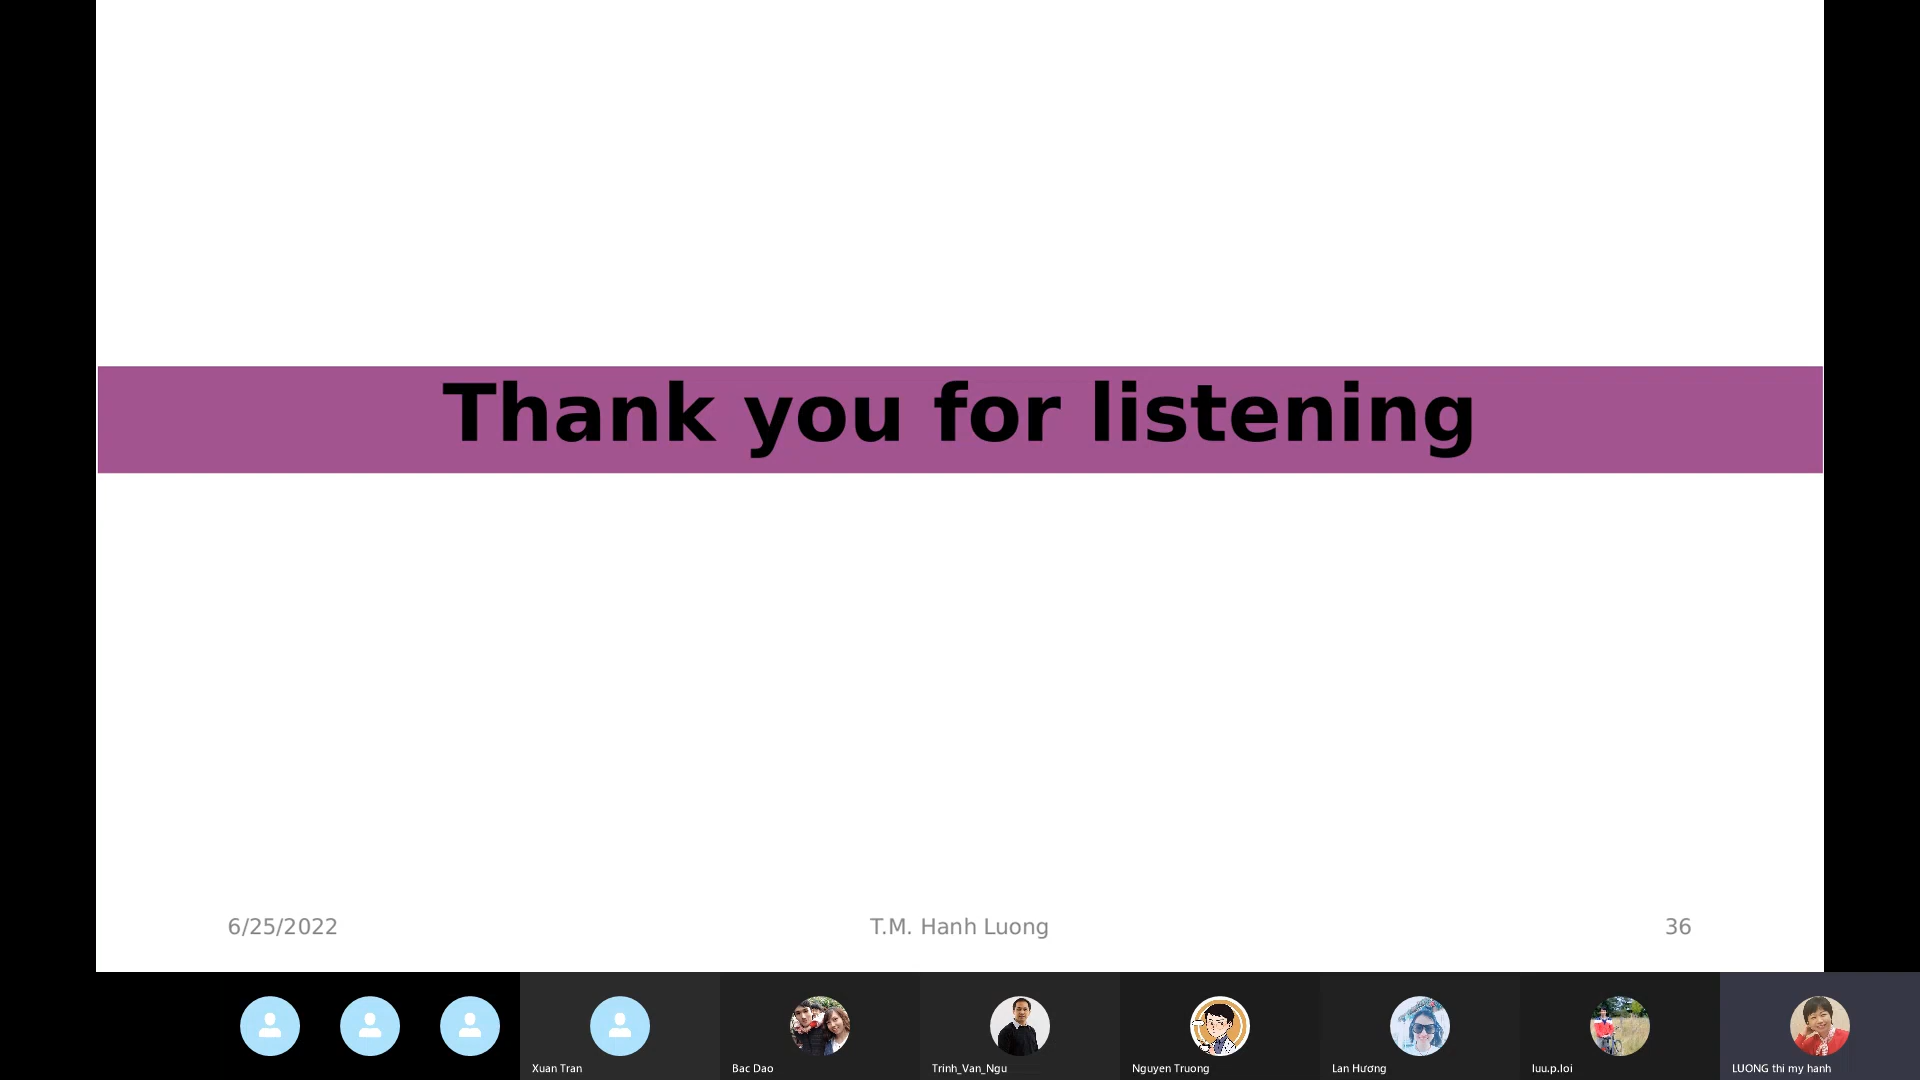 Thank you for listening
6/25/2022
T.M. Hanh Luong
36
Xuan Tran
Bac Dao
Trinh_Van_Ngu
Nguyen Truong
Lan Hương
luu.p.loi
LUONG thi my hanh